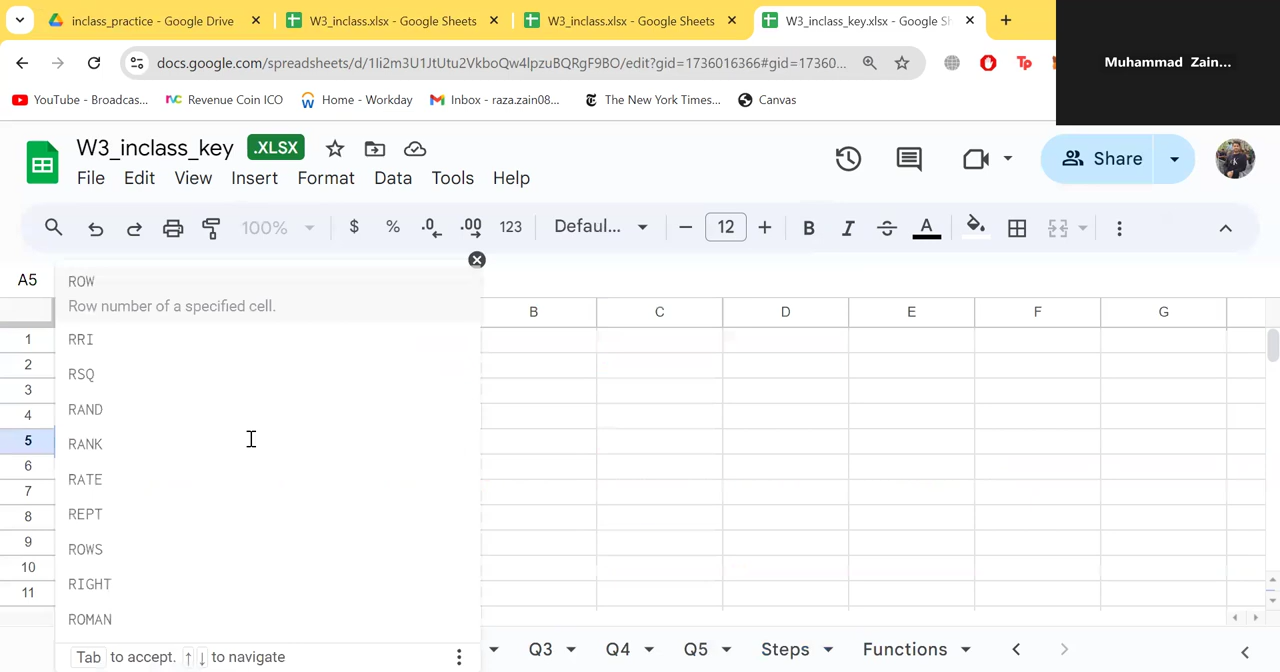 inclass_practice - Google Drive
W3_inclass.xlsx - Google Sheets
W3_inclass.xlsx - Google Sheets
W3_inclass_key.xlsx - Google Sh
docs.google.com/spreadsheets/d/1Ii2m3U1JtUtu2VkboQw4lpzuBQRgF9BO/edit?gid=1736016366#gid=17360...
Tp
Muhammad Zain...
YouTube - Broadcas...
Revenue Coin ICO
Home - Workday
Inbox - raza.zain08...
The New York Times...
Canvas
W3_inclass_key .XLSX
File Edit View Insert Format Data Tools Help
Share
100% $ % .0 .00 123 Defaul... 12 B I A
A5
ROW
Row number of a specified cell.
RRI
RSQ
RAND
RANK
RATE
REPT
ROWS
RIGHT
ROMAN
Tab to accept. ↑ ↓ to navigate
B C D E F G
1
2
3
4
5
6
7
8
9
10
11
Q3 Q4 Q5 Steps Functions